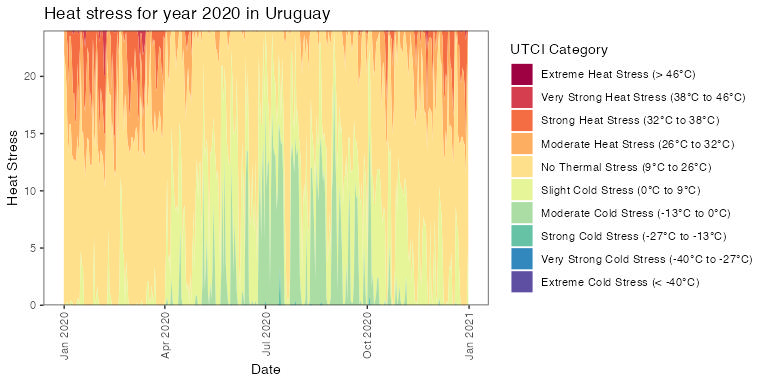 Heat stress for year 2020 in Uruguay
Heat Stress
20
15
10
5
0
Jan 2020
Apr 2020
Jul 2020
Oct 2020
Jan 2021
Date
UTCI Category
Extreme Heat Stress (> 46°C)
Very Strong Heat Stress (38°C to 46°C)
Strong Heat Stress (32°C to 38°C)
Moderate Heat Stress (26°C to 32°C)
No Thermal Stress (9°C to 26°C)
Slight Cold Stress (0°C to 9°C)
Moderate Cold Stress (-13°C to 0°C)
Strong Cold Stress (-27°C to -13°C)
Very Strong Cold Stress (-40°C to -27°C)
Extreme Cold Stress (< -40°C)